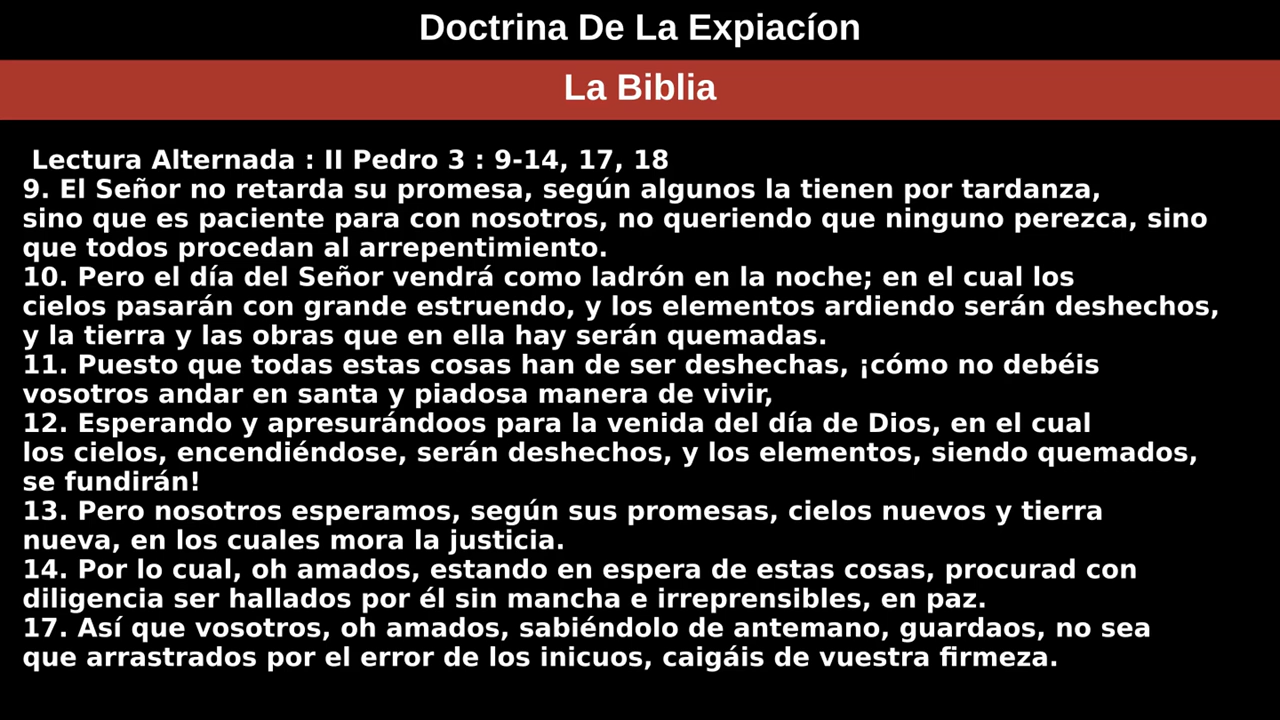 Doctrina De La Expiacíon
La Biblia
Lectura Alternada : II Pedro 3 : 9-14, 17, 18
9. El Señor no retarda su promesa, según algunos la tienen por tardanza,
sino que es paciente para con nosotros, no queriendo que ninguno perezca, sino
que todos procedan al arrepentimiento.
10. Pero el día del Señor vendrá como ladrón en la noche; en el cual los
cielos pasarán con grande estruendo, y los elementos ardiendo serán deshechos,
y la tierra y las obras que en ella hay serán quemadas.
11. Puesto que todas estas cosas han de ser deshechas, ¡cómo no debéis
vosotros andar en santa y piadosa manera de vivir,
12. Esperando y apresurándoos para la venida del día de Dios, en el cual
los cielos, encendiéndose, serán deshechos, y los elementos, siendo quemados,
se fundirán!
13. Pero nosotros esperamos, según sus promesas, cielos nuevos y tierra
nueva, en los cuales mora la justicia.
14. Por lo cual, oh amados, estando en espera de estas cosas, procurad con
diligencia ser hallados por él sin mancha e irreprensibles, en paz.
17. Así que vosotros, oh amados, sabiéndolo de antemano, guardaos, no sea
que arrastrados por el error de los inicuos, caigáis de vuestra firmeza.